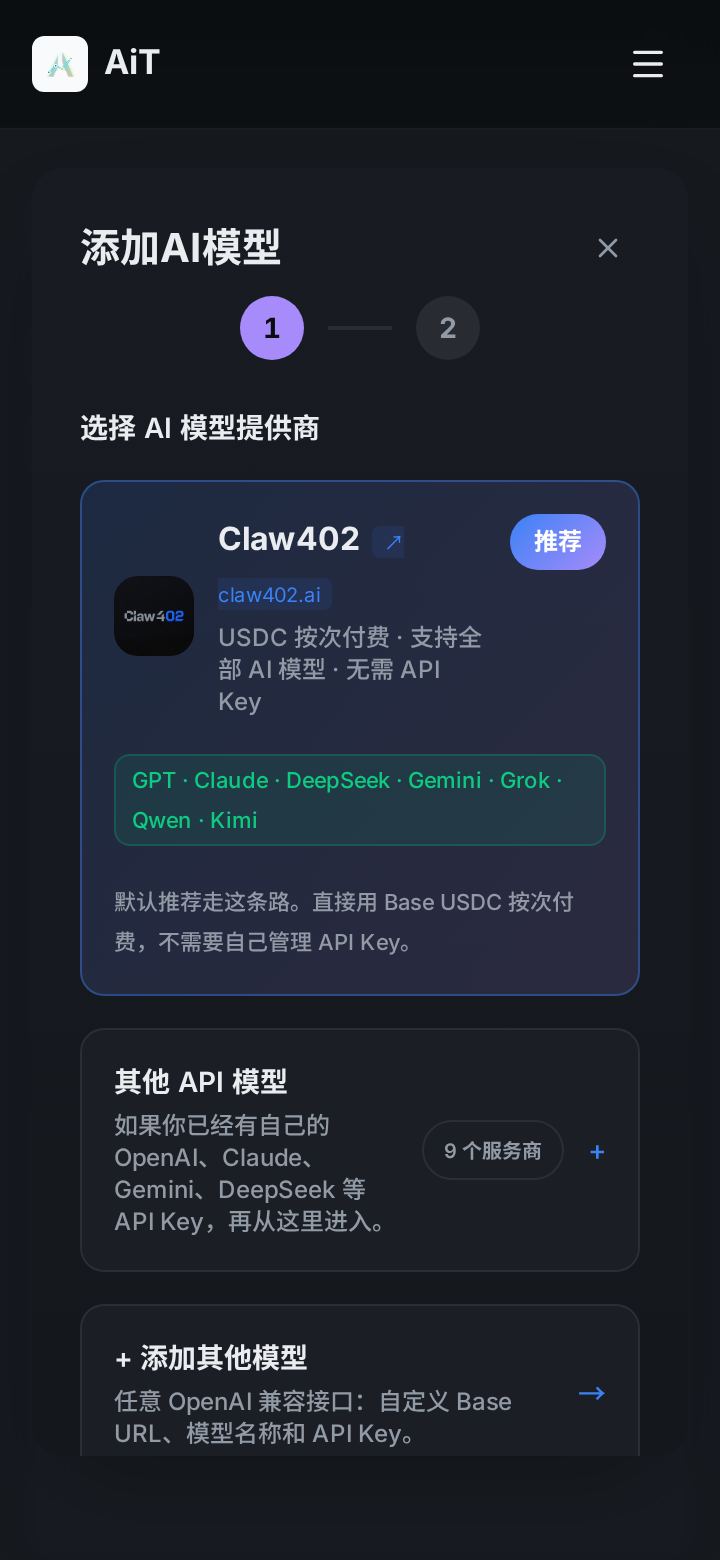 AiT
添加AI模型
1
2
选择 AI 模型提供商
Claw402 ↗
推荐
claw402.ai
Claw402
USDC 按次付费 · 支持全
部 AI 模型 · 无需 API
Key
GPT · Claude · DeepSeek · Gemini · Grok ·
Qwen · Kimi
默认推荐走这条路。直接用 Base USDC 按次付
费，不需要自己管理 API Key。
其他 API 模型
如果你已经有自己的
OpenAI、Claude、
Gemini、DeepSeek 等
API Key，再从这里进入。
9 个服务商 +
+ 添加其他模型
任意 OpenAI 兼容接口：自定义 Base
URL、模型名称和 API Key。
→